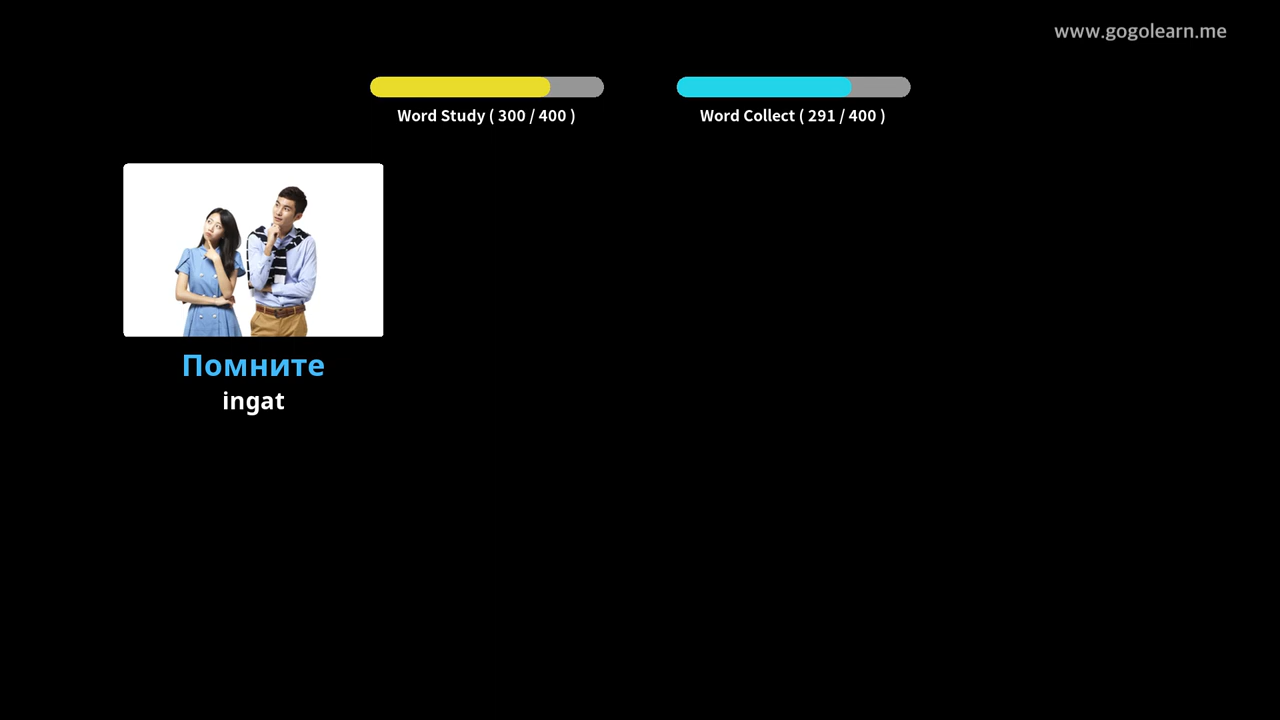 www.gogolearn.me
Word Study ( 300 / 400 )
Word Collect ( 291 / 400 )
Помните
ingat